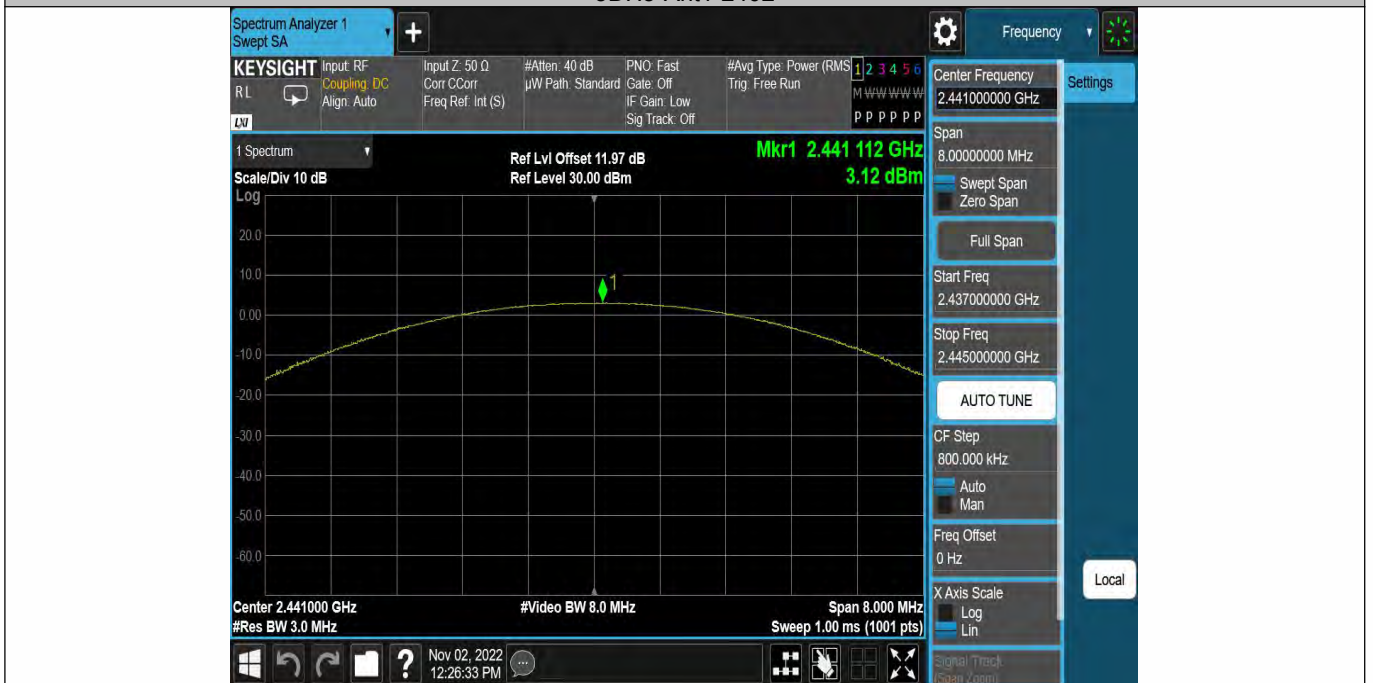 Spectrum Analyzer 1
Swept SA
+
Frequency
KEYSIGHT
Input: RF
Coupling: DC
Align: Auto
RL
LXI
Input Z: 50 Ω
Corr CCorr
Freq Ref: Int (S)
#Atten: 40 dB
µW Path: Standard
PNO: Fast
Gate: Off
IF Gain: Low
Sig Track: Off
#Avg Type: Power (RMS
Trig: Free Run
1 2 3 4 5 6
M W W W W W
P P P P P P
Center Frequency
2.441000000 GHz
Settings
Span
8.00000000 MHz
Swept Span
Zero Span
Full Span
Start Freq
2.437000000 GHz
Stop Freq
2.445000000 GHz
AUTO TUNE
CF Step
800.000 kHz
Auto
Man
Freq Offset
0 Hz
X Axis Scale
Log
Lin
Signal Track
(Span Zoom)
Local
1 Spectrum
Scale/Div 10 dB
Log
Ref Lvl Offset 11.97 dB
Ref Level 30.00 dBm
Mkr1 2.441 112 GHz
3.12 dBm
20.0
10.0
1
0.00
-10.0
-20.0
-30.0
-40.0
-50.0
-60.0
Center 2.441000 GHz
#Res BW 3.0 MHz
#Video BW 8.0 MHz
Span 8.000 MHz
Sweep 1.00 ms (1001 pts)
?
Nov 02, 2022
12:26:33 PM